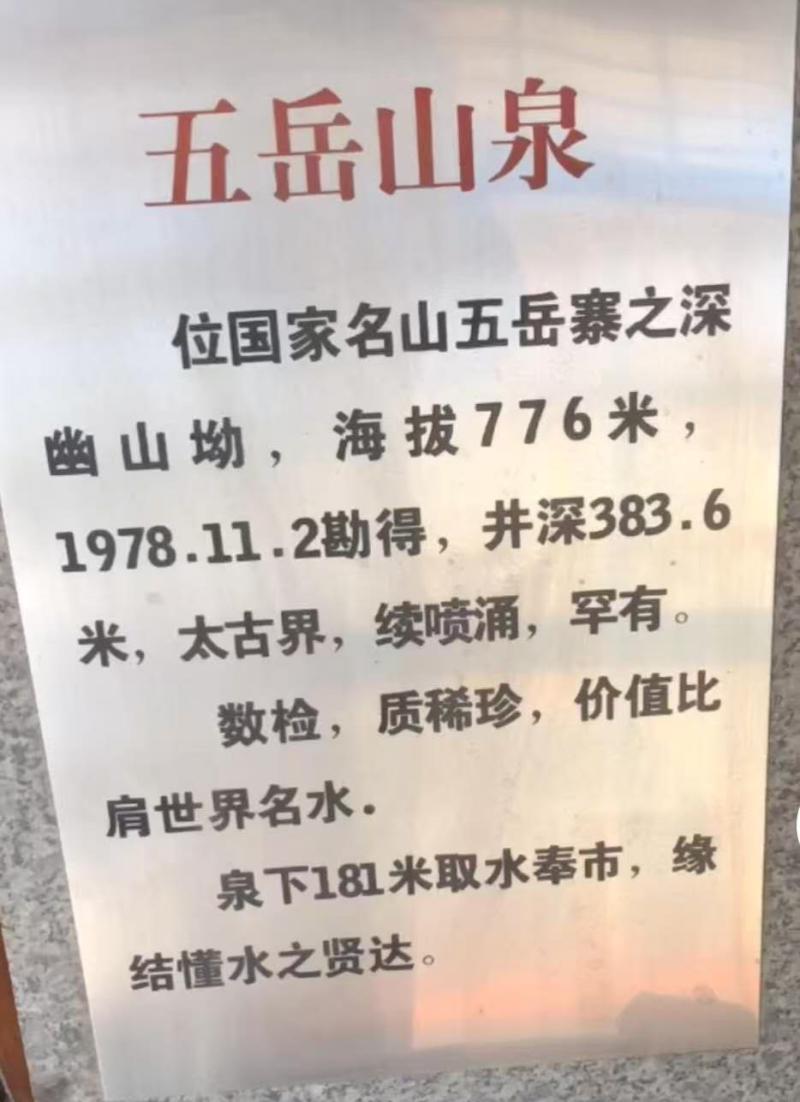 五岳山泉
位国家名山五岳寨之深
幽山坳，海拔776米，
1978.11.2勘得，井深383.6
米，太古界，续喷涌，罕有。
数检，质稀珍，价值比
肩世界名水.
泉下181米取水奉市，缘
结懂水之贤达。